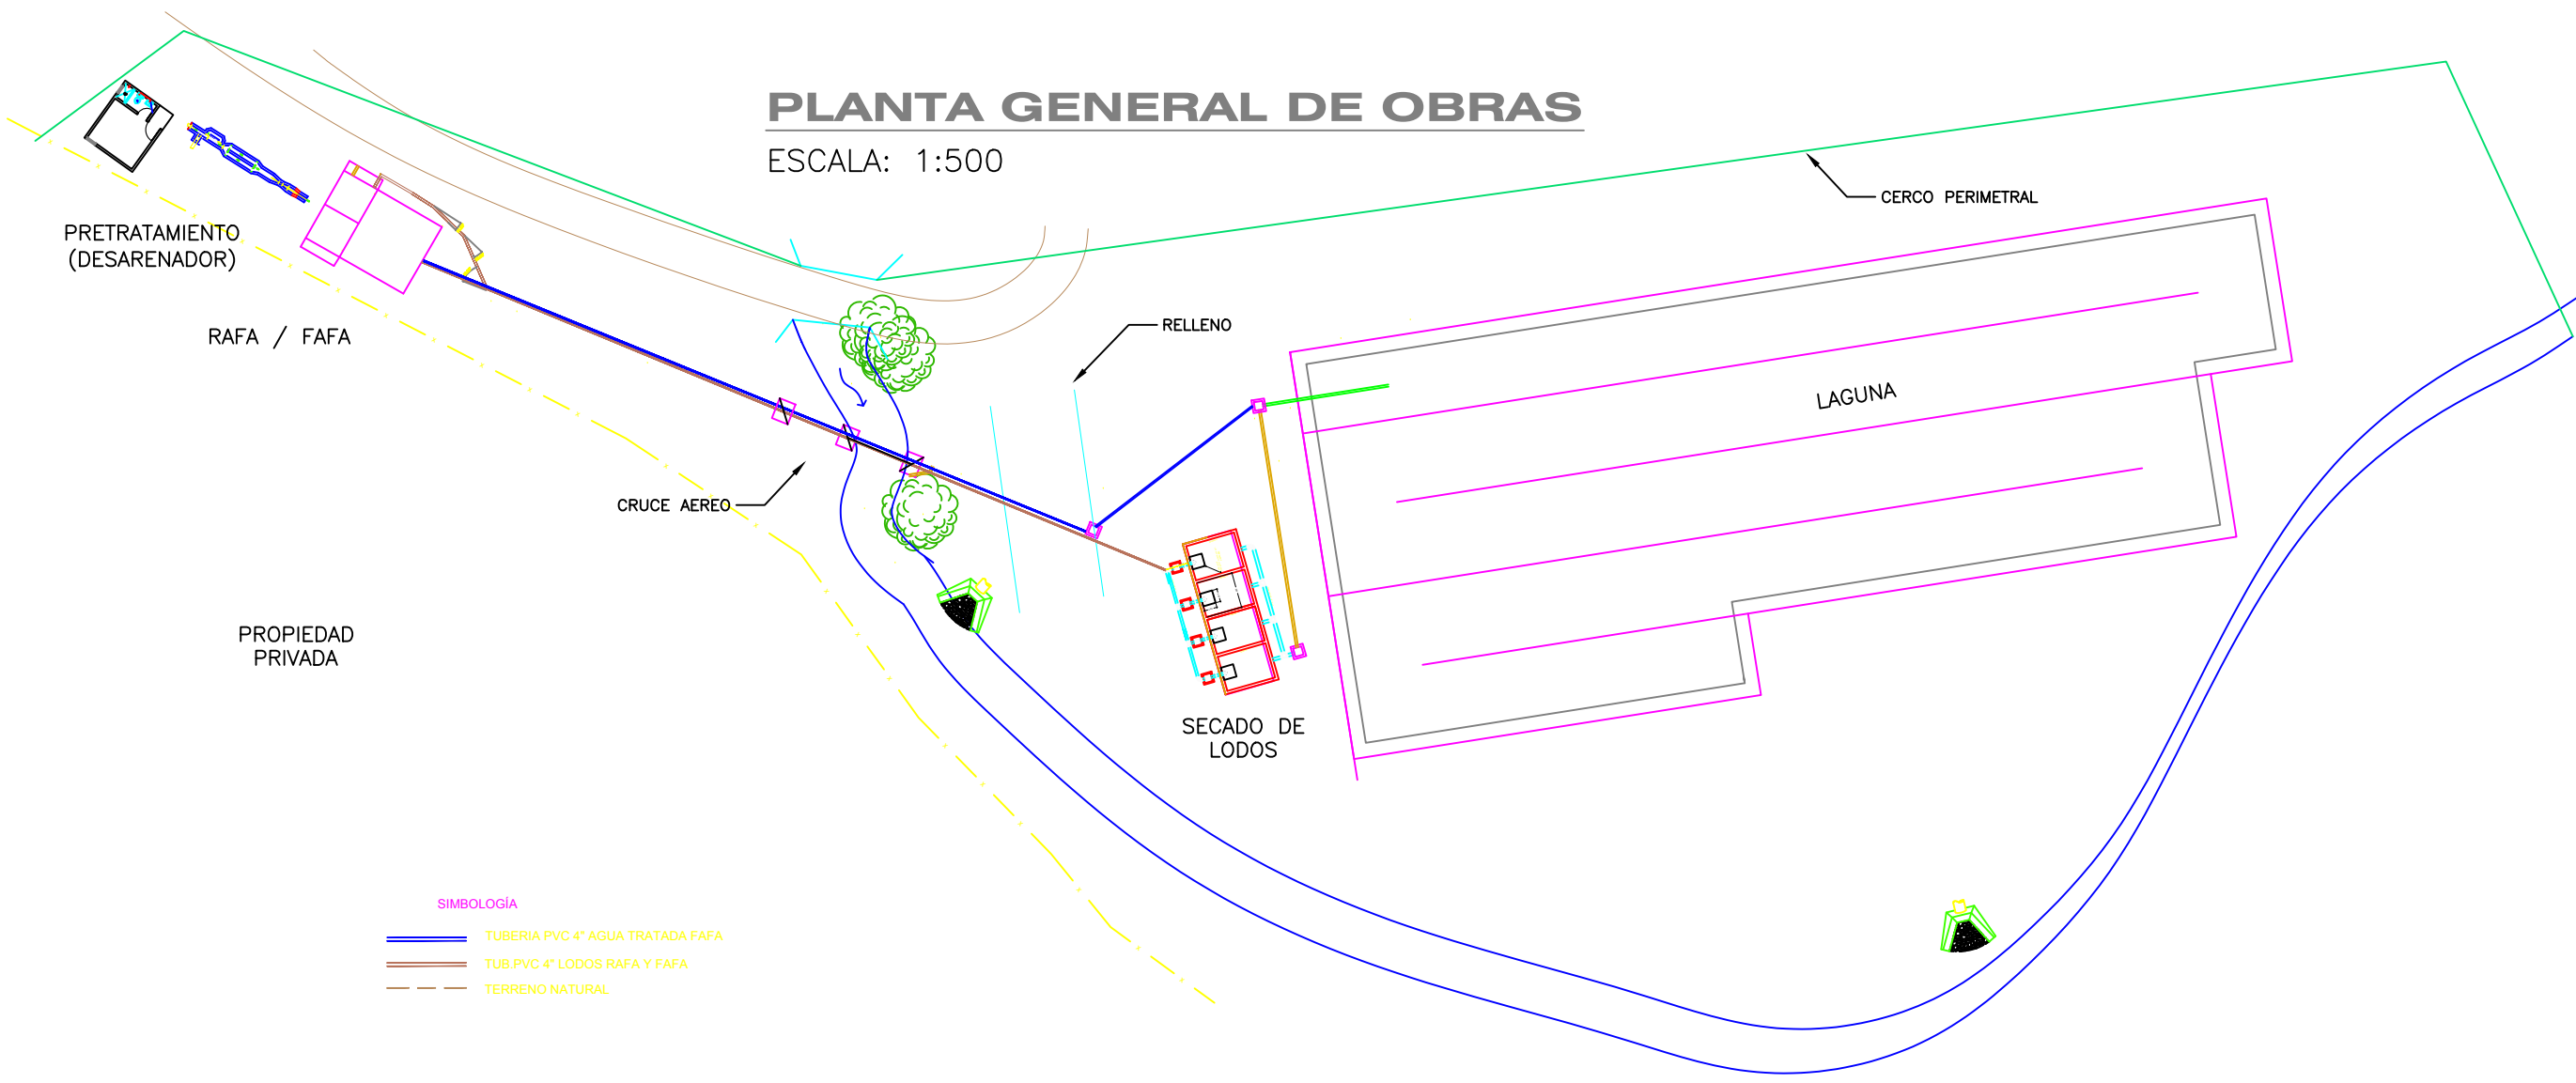 PLANTA GENERAL DE OBRAS
ESCALA: 1:500
CERCO PERIMETRAL
PRETRATAMIENTO
(DESARENADOR)
RAFA / FAFA
RELLENO
LAGUNA
CRUCE AEREO
PROPIEDAD
PRIVADA
SECADO DE
LODOS
SIMBOLOGÍA
TUBERIA PVC 4" AGUA TRATADA FAFA
TUB.PVC 4" LODOS RAFA Y FAFA
TERRENO NATURAL